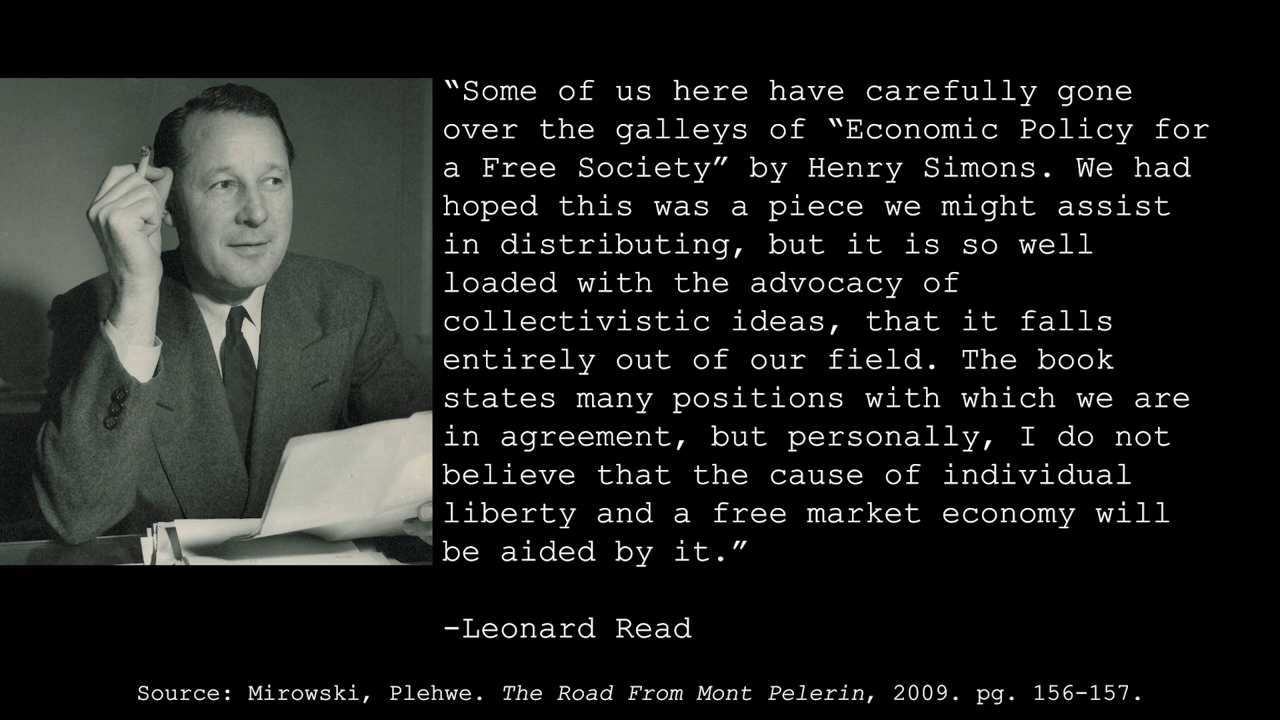 “Some of us here have carefully gone
over the galleys of “Economic Policy for
a Free Society” by Henry Simons. We had
hoped this was a piece we might assist
in distributing, but it is so well
loaded with the advocacy of
collectivistic ideas, that it falls
entirely out of our field. The book
states many positions with which we are
in agreement, but personally, I do not
believe that the cause of individual
liberty and a free market economy will
be aided by it.”
-Leonard Read
Source: Mirowski, Plehwe. The Road From Mont Pelerin, 2009. pg. 156-157.